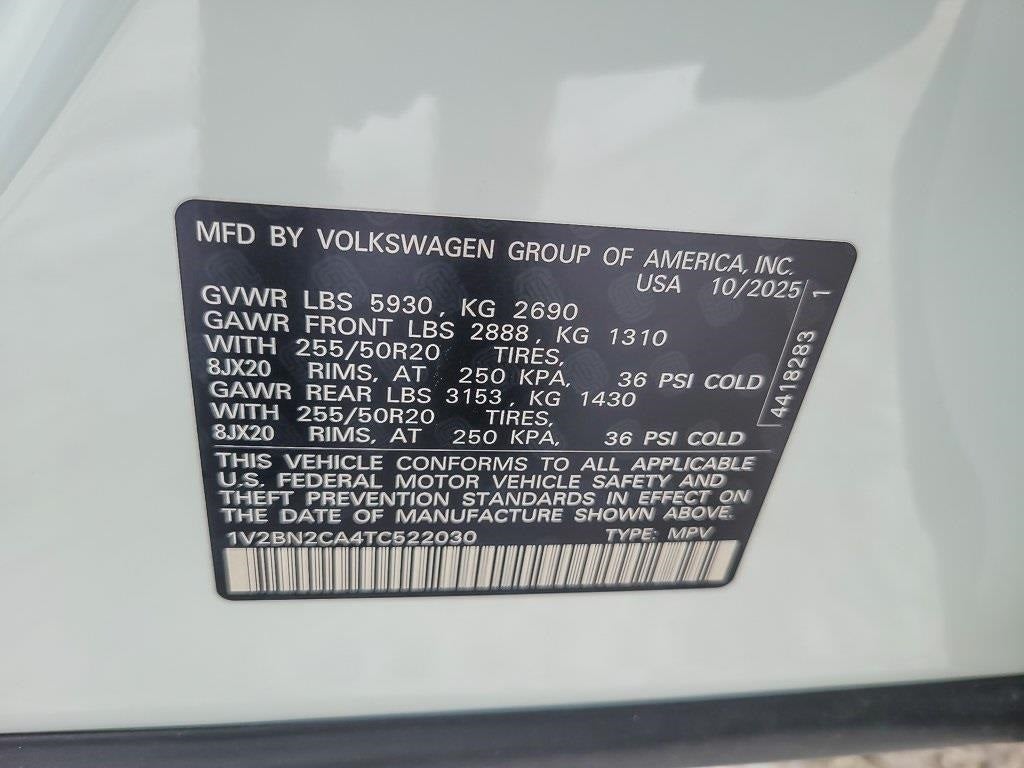 MFD BY VOLKSWAGEN GROUP OF AMERICA, INC.
USA 10/2025
GVWR LBS 5930, KG 2690
GAWR FRONT LBS 2888, KG 1310
WITH 255/50R20 TIRES,
8JX20 RIMS, AT 250 KPA, 36 PSI COLD
GAWR REAR LBS 3153, KG 1430
WITH 255/50R20 TIRES,
8JX20 RIMS, AT 250 KPA, 36 PSI COLD
4418283 1
THIS VEHICLE CONFORMS TO ALL APPLICABLE
U.S. FEDERAL MOTOR VEHICLE SAFETY AND
THEFT PREVENTION STANDARDS IN EFFECT ON
THE DATE OF MANUFACTURE SHOWN ABOVE.
1V2BN2CA4TC522030 TYPE: MPV